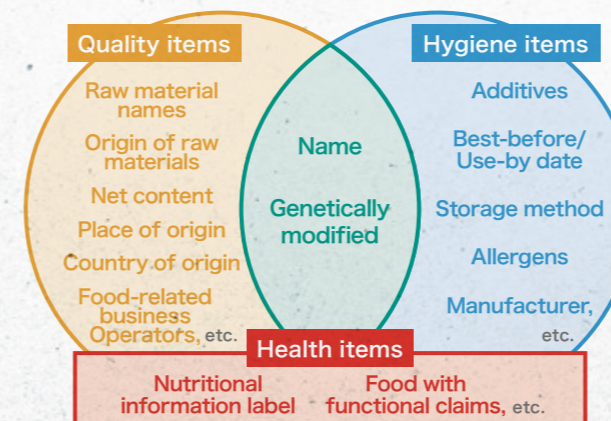 Quality items
Raw material
names
Origin of raw
materials
Net content
Place of origin
Country of origin
Food-related
business
Operators, etc.
Name
Genetically
modified
Hygiene items
Additives
Best-before/
Use-by date
Storage method
Allergens
Manufacturer,
etc.
Health items
Nutritional
information label
Food with
functional claims, etc.